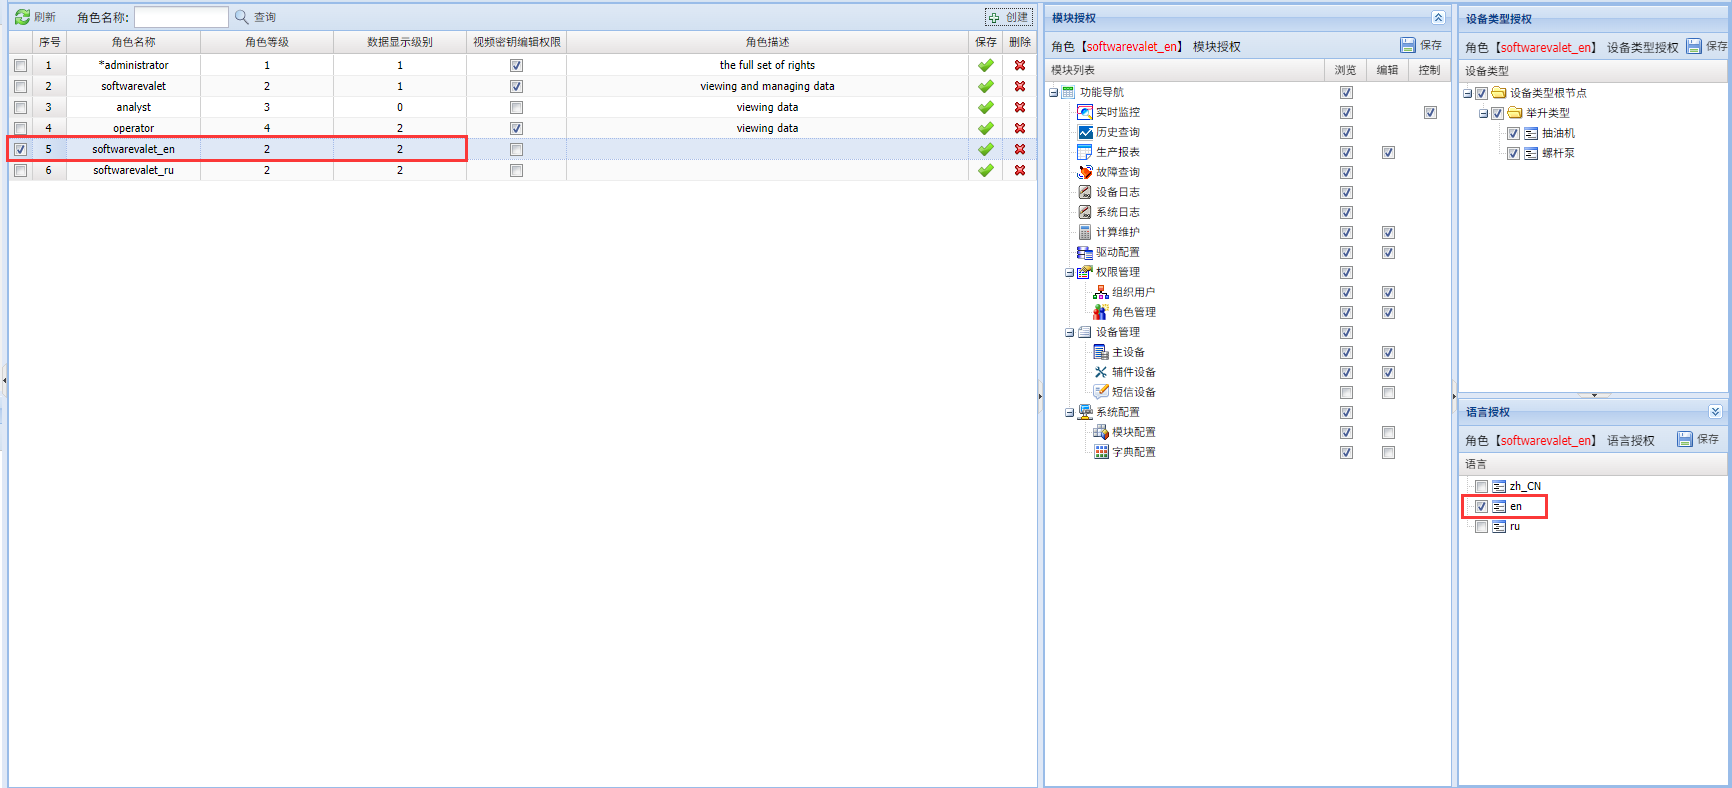 刷新 角色名称: 查询 创建
序号 角色名称 角色等级 数据显示级别 视频密钥编辑权限 角色描述 保存 删除
1 *administrator 1 1 the full set of rights
2 softwarevalet 2 1 viewing and managing data
3 analyst 3 0 viewing data
4 operator 4 2 viewing data
5 softwarevalet_en 2 2
6 softwarevalet_ru 2 2
模块授权
角色【softwarevalet_en】 模块授权 保存
模块列表 浏览 编辑 控制
功能导航
实时监控
历史查询
生产报表
故障查询
设备日志
系统日志
计算维护
驱动配置
权限管理
组织用户
角色管理
设备管理
主设备
辅件设备
短信设备
系统配置
模块配置
字典配置
设备类型授权
角色【softwarevalet_en】 设备类型授权 保存
设备类型
设备类型根节点
举升类型
抽油机
螺杆泵
语言授权
角色【softwarevalet_en】 语言授权 保存
语言
zh_CN
en
ru